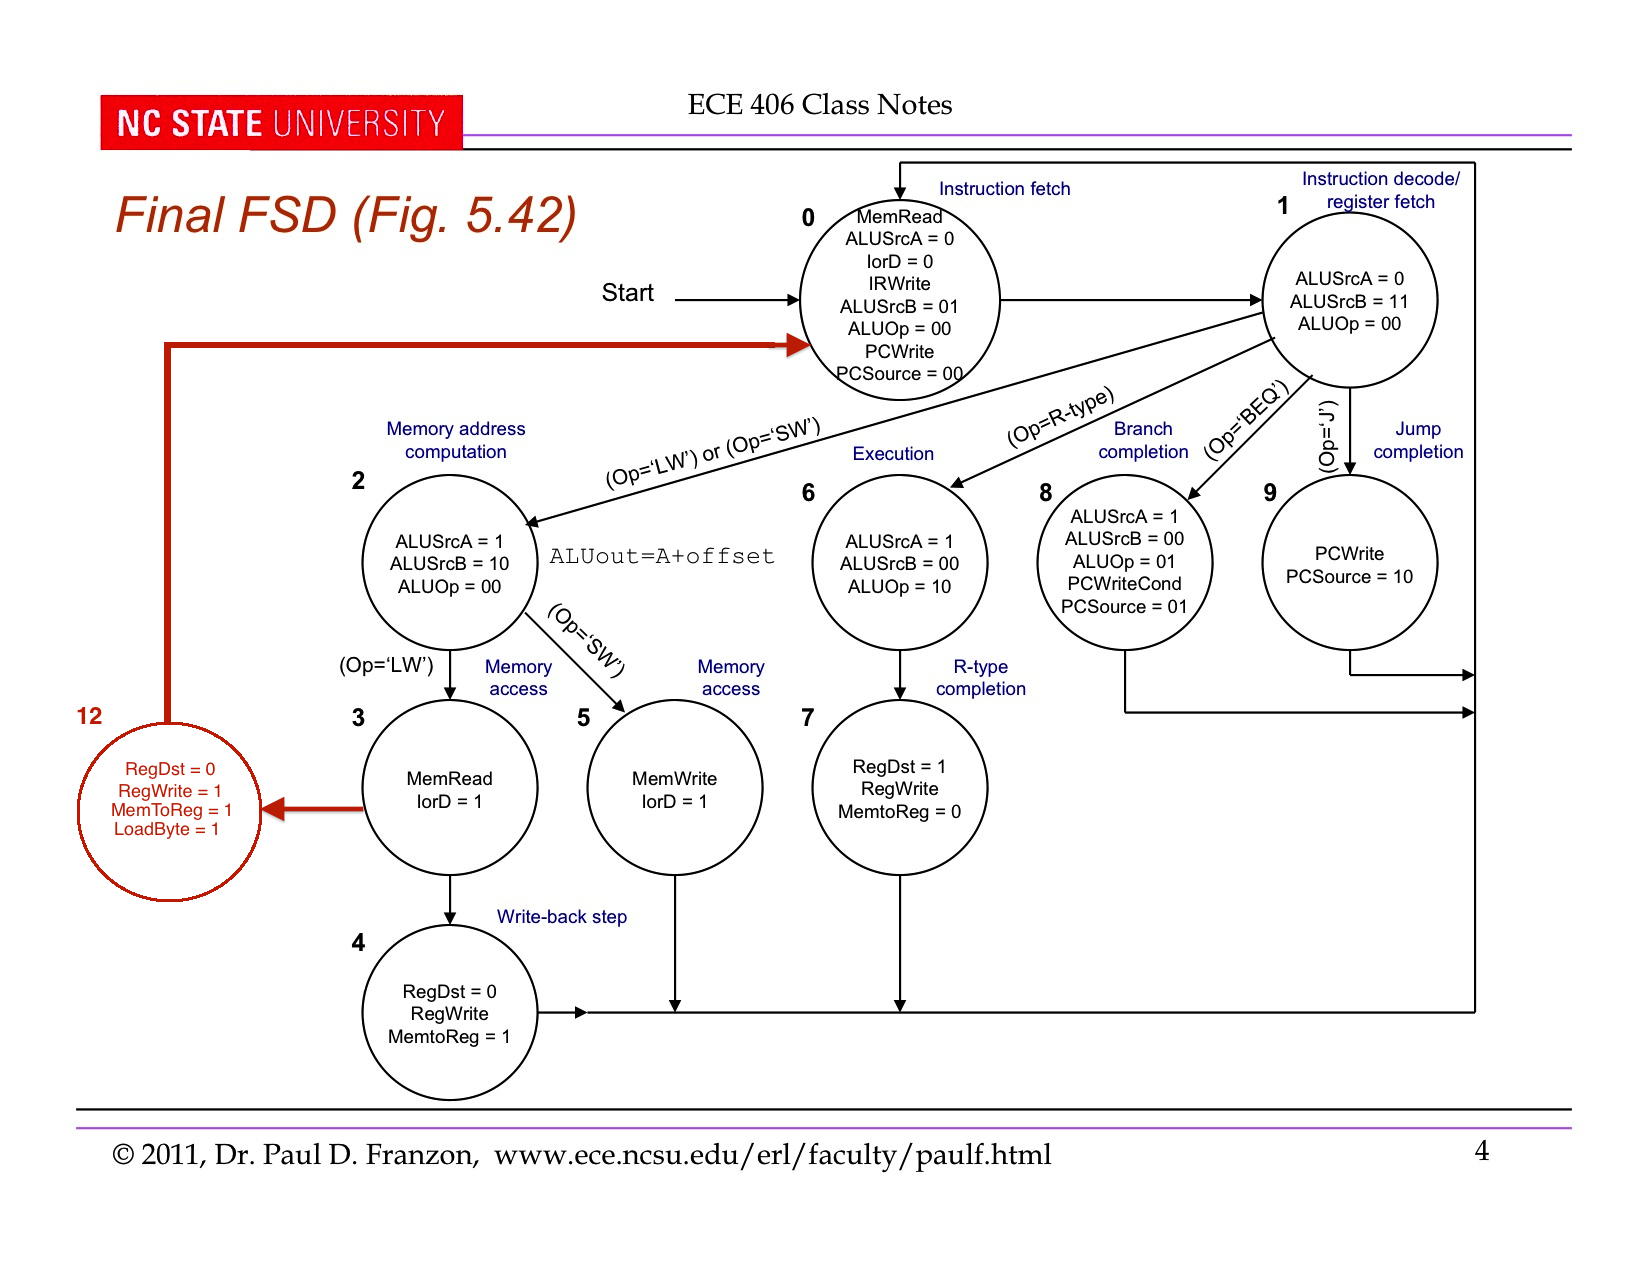 ECE 406 Class Notes
NC STATE UNIVERSITY
Final FSD (Fig. 5.42)
Instruction fetch
Instruction decode/
register fetch
0
1
MemRead
ALUSrcA = 0
IorD = 0
IRWrite
ALUSrcB = 01
ALUOp = 00
PCWrite
PCSource = 00
Start
ALUSrcA = 0
ALUSrcB = 11
ALUOp = 00
(Op=‘LW’) or (Op=‘SW’)
(Op=R-type)
(Op=‘BEQ’)
(Op=‘J’)
Memory address
computation
2
ALUSrcA = 1
ALUSrcB = 10
ALUOp = 00
ALUout=A+offset
Execution
6
ALUSrcA = 1
ALUSrcB = 00
ALUOp = 10
Branch
completion
8
ALUSrcA = 1
ALUSrcB = 00
ALUOp = 01
PCWriteCond
PCSource = 01
Jump
completion
9
PCWrite
PCSource = 10
(Op=‘LW’)
(Op=‘SW’)
12
RegDst = 0
RegWrite = 1
MemToReg = 1
LoadByte = 1
Memory
access
3
MemRead
IorD = 1
Memory
access
5
MemWrite
IorD = 1
R-type
completion
7
RegDst = 1
RegWrite
MemtoReg = 0
Write-back step
4
RegDst = 0
RegWrite
MemtoReg = 1
© 2011, Dr. Paul D. Franzon, www.ece.ncsu.edu/erl/faculty/paulf.html
4